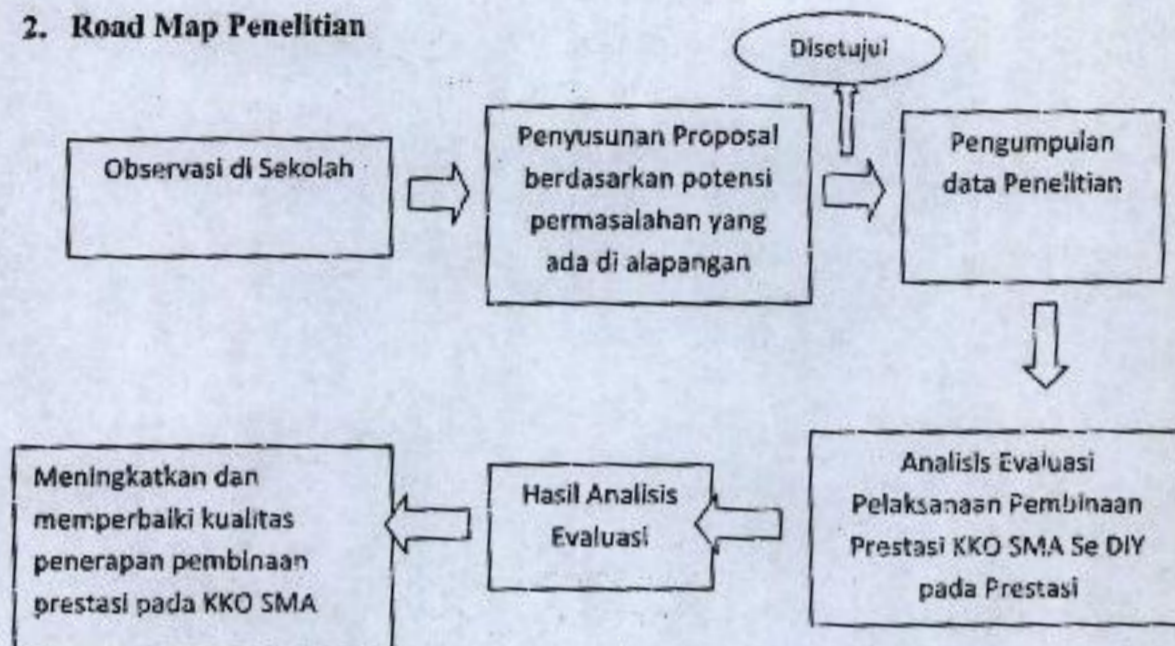 2. Road Map Penelitian
Disetujui
Observasi di Sekolah
Penyusunan Proposal
berdasarkan potensi
permasalahan yang
ada di alapangan
Pengumpulan
data Penelitian
Analisis Evaluasi
Pelaksanaan Pembinaan
Prestasi KKO SMA Se DIY
pada Prestasi
Hasil Analisis
Evaluasi
Meningkatkan dan
memperbaiki kualitas
penerapan pembinaan
prestasi pada KKO SMA